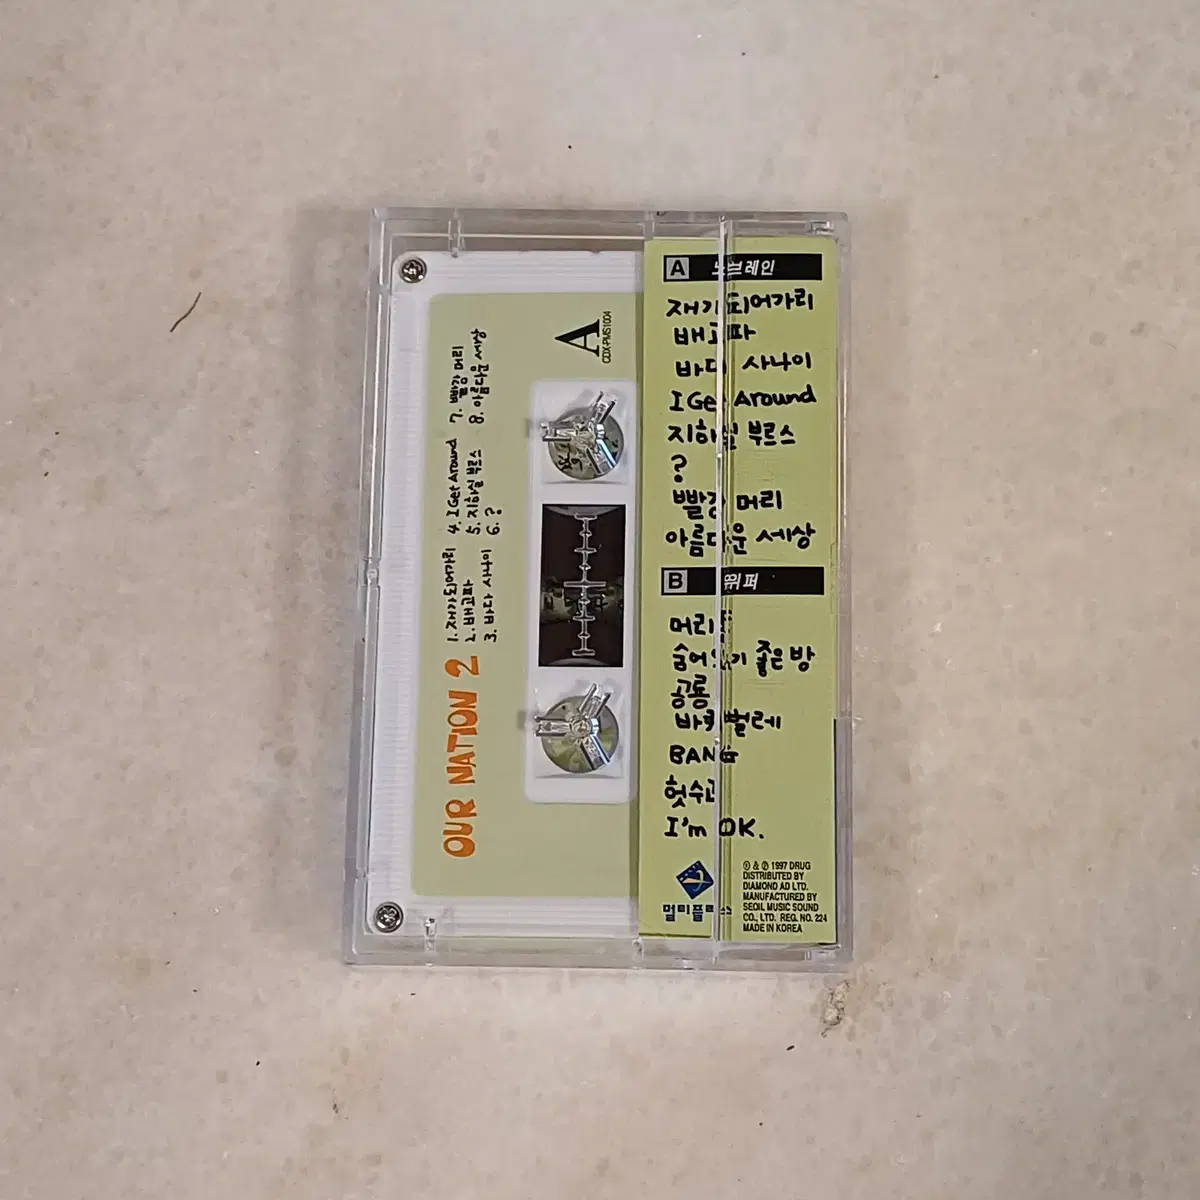 OUR NATION 2
1. 재가되어가리
2. 배고파
3. 바다 사나이
4. I Get Around
5. 지하실 부르스
6. ?
7. 빨강 머리
8. 아름다운 세상
A
CDX-PMS1004
A 노브레인
재가되어가리
배고파
바다 사나이
I Get Around
지하실 부르스
?
빨강 머리
아름다운 세상
B 위퍼
숨어있기 좋은 방
공룡
바퀴벌레
BANG
헛수고
I'm OK.
멀티플러스
© & ℗ 1997 DRUG
DISTRIBUTED BY
DIAMOND AD LTD.
MANUFACTURED BY
SEOIL MUSIC SOUND
CO., LTD. REG. NO. 224
MADE IN KOREA